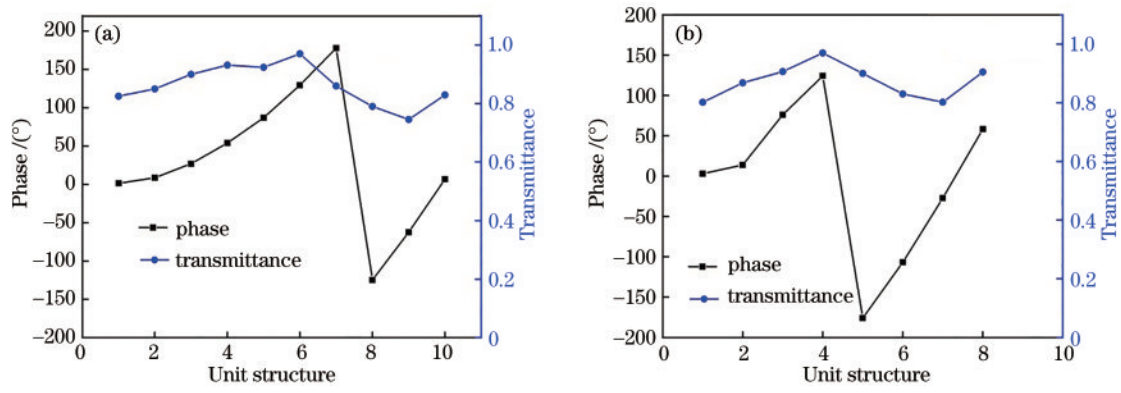 (a)
200
150
100
50
0
−50
−100
−150
−200
Phase /(°)
1.0
0.8
0.6
0.4
0.2
0
Transmittance
phase
transmittance
0 2 4 6 8 10
Unit structure
(b)
200
150
100
50
0
−50
−100
−150
−200
Phase /(°)
1.0
0.8
0.6
0.4
0.2
0
Transmittance
phase
transmittance
0 2 4 6 8 10
Unit structure